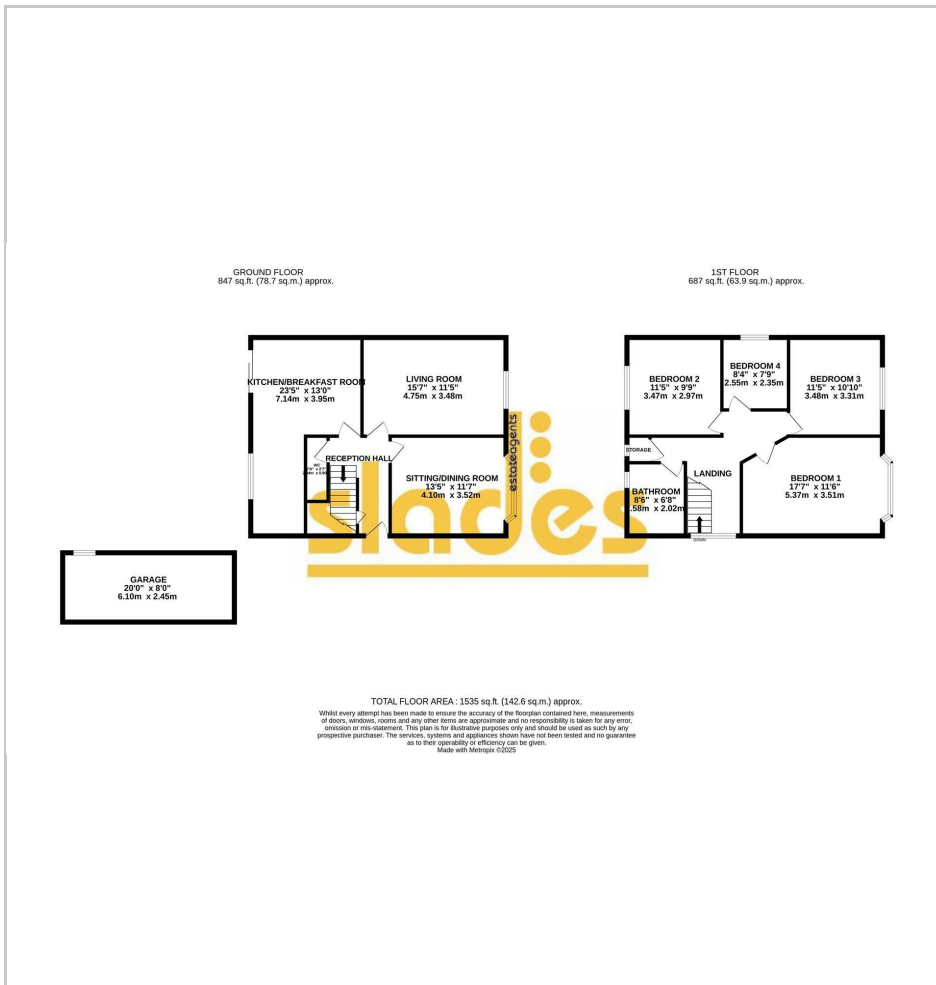 GROUND FLOOR
847 sq.ft. (78.7 sq.m.) approx.
1ST FLOOR
687 sq.ft. (63.9 sq.m.) approx.
KITCHEN/BREAKFAST ROOM
23'5" x 13'0"
7.14m x 3.95m
LIVING ROOM
15'7" x 11'5"
4.75m x 3.48m
WC
RECEPTION HALL
SITTING/DINING ROOM
13'5" x 11'7"
4.10m x 3.52m
BEDROOM 2
11'5" x 9'9"
3.47m x 2.97m
BEDROOM 4
8'4" x 7'9"
2.55m x 2.35m
BEDROOM 3
11'5" x 10'10"
3.48m x 3.31m
STORAGE
LANDING
BATHROOM
8'6" x 6'8"
.58m x 2.02m
BEDROOM 1
17'7" x 11'6"
5.37m x 3.51m
DOWN
slades
estateagents
GARAGE
20'0" x 8'0"
6.10m x 2.45m
TOTAL FLOOR AREA : 1535 sq.ft. (142.6 sq.m.) approx.
Whilst every attempt has been made to ensure the accuracy of the floorplan contained here, measurements
of doors, windows, rooms and any other items are approximate and no responsibility is taken for any error,
omission or mis-statement. This plan is for illustrative purposes only and should be used as such by any
prospective purchaser. The services, systems and appliances shown have not been tested and no guarantee
as to their operability or efficiency can be given.
Made with Metropix ©2025